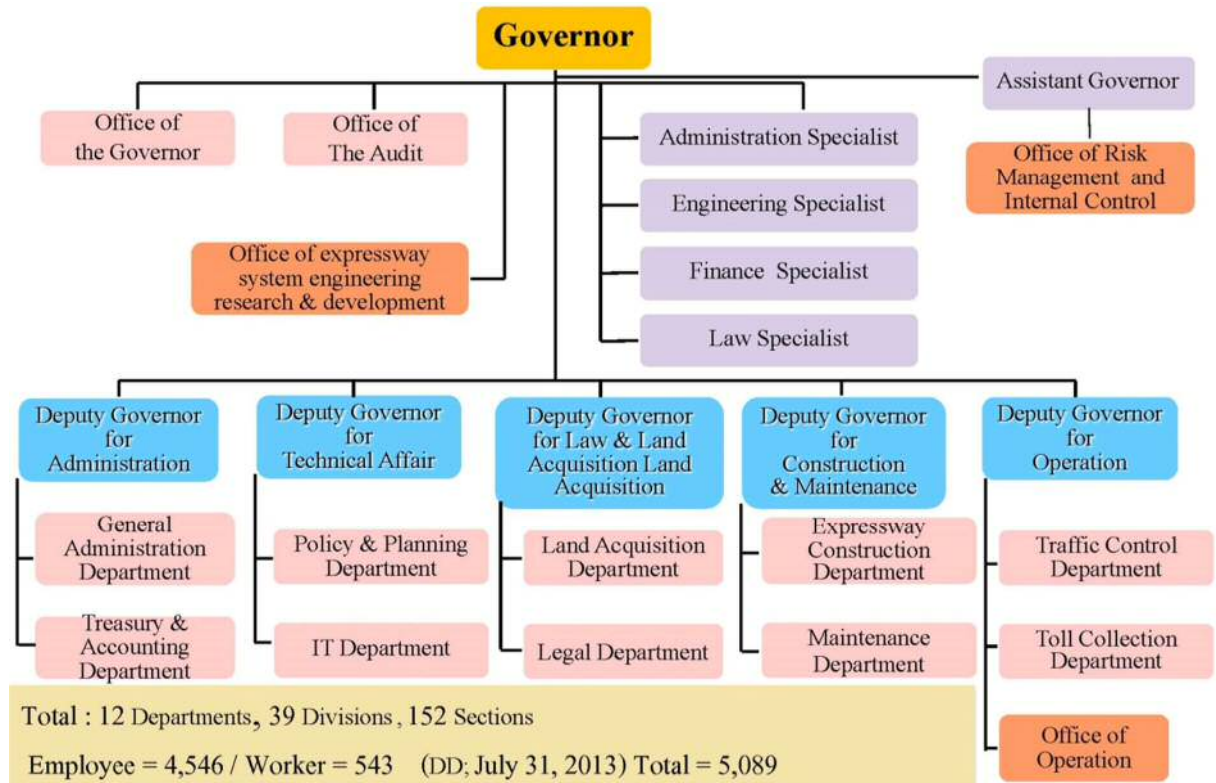 Governor
Assistant Governor
Office of
the Governor
Office of
The Audit
Administration Specialist
Office of Risk
Management and
Internal Control
Engineering Specialist
Office of expressway
system engineering
research & development
Finance Specialist
Law Specialist
Deputy Governor
for
Administration
Deputy Governor
for
Technical Affair
Deputy Governor
for Law & Land
Acquisition Land
Acquisition
Deputy Governor
for
Construction
& Maintenance
Deputy Governor
for
Operation
General
Administration
Department
Policy & Planning
Department
Land Acquisition
Department
Expressway
Construction
Department
Traffic Control
Department
Treasury &
Accounting
Department
IT Department
Legal Department
Maintenance
Department
Toll Collection
Department
Office of
Operation
Total : 12 Departments, 39 Divisions , 152 Sections
Employee = 4,546 / Worker = 543 (DD; July 31, 2013) Total = 5,089